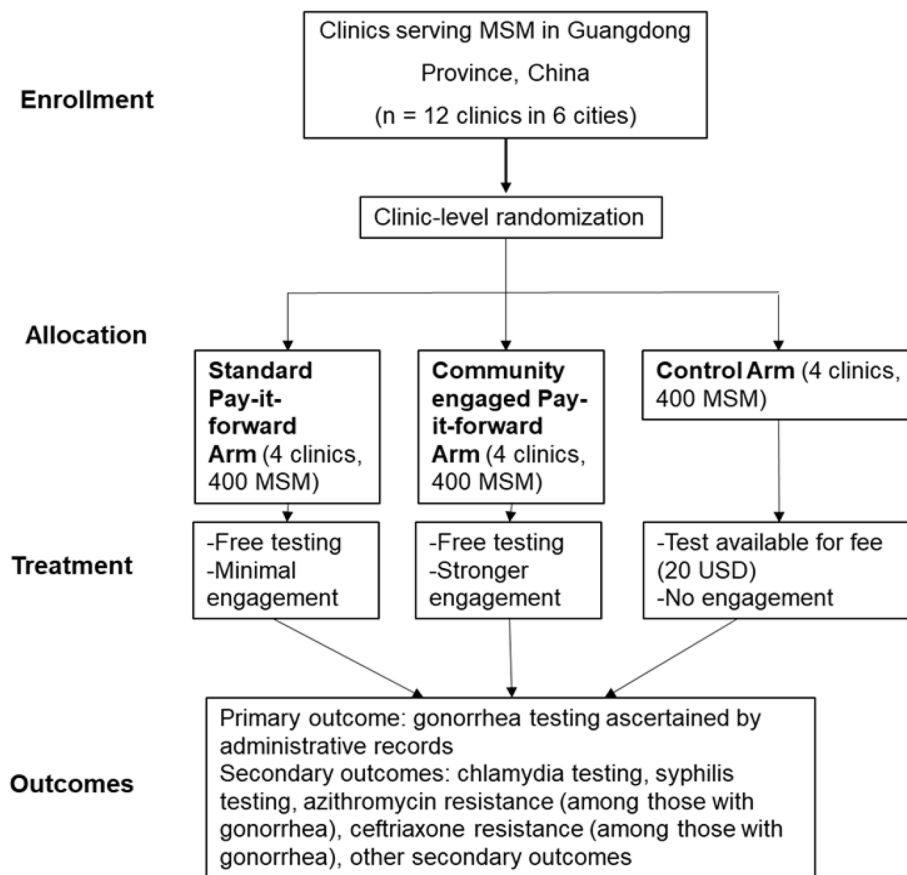 Clinics serving MSM in Guangdong
Province, China
(n = 12 clinics in 6 cities)
Enrollment
Clinic-level randomization
Allocation
Standard
Pay-it-
forward
Arm (4 clinics,
400 MSM)
Community
engaged Pay-
it-forward
Arm (4 clinics,
400 MSM)
Control Arm (4 clinics,
400 MSM)
Treatment
-Free testing
-Minimal
engagement
-Free testing
-Stronger
engagement
-Test available for fee
(20 USD)
-No engagement
Outcomes
Primary outcome: gonorrhea testing ascertained by
administrative records
Secondary outcomes: chlamydia testing, syphilis
testing, azithromycin resistance (among those with
gonorrhea), ceftriaxone resistance (among those with
gonorrhea), other secondary outcomes